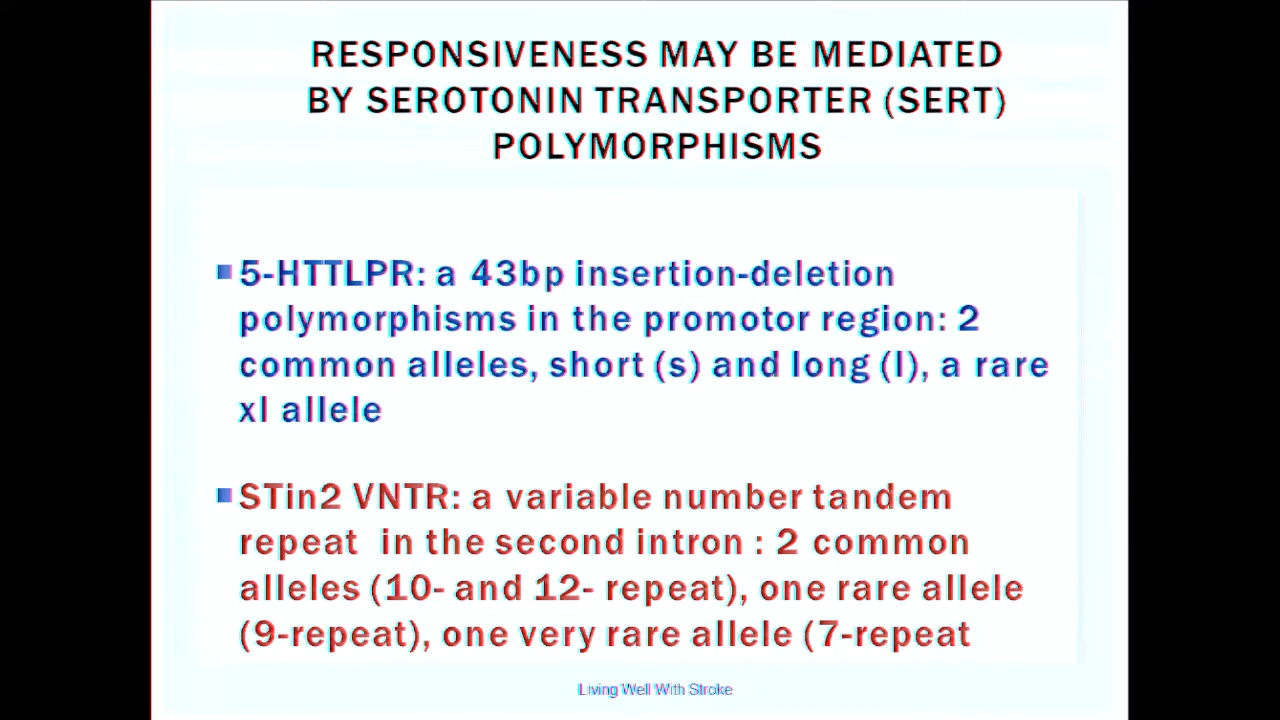 RESPONSIVENESS MAY BE MEDIATED
BY SEROTONIN TRANSPORTER (SERT)
POLYMORPHISMS
5-HTTLPR: a 43bp insertion-deletion
polymorphisms in the promotor region: 2
common alleles, short (s) and long (l), a rare
xl allele
STin2 VNTR: a variable number tandem
repeat in the second intron : 2 common
alleles (10- and 12- repeat), one rare allele
(9-repeat), one very rare allele (7-repeat
Living Well With Stroke